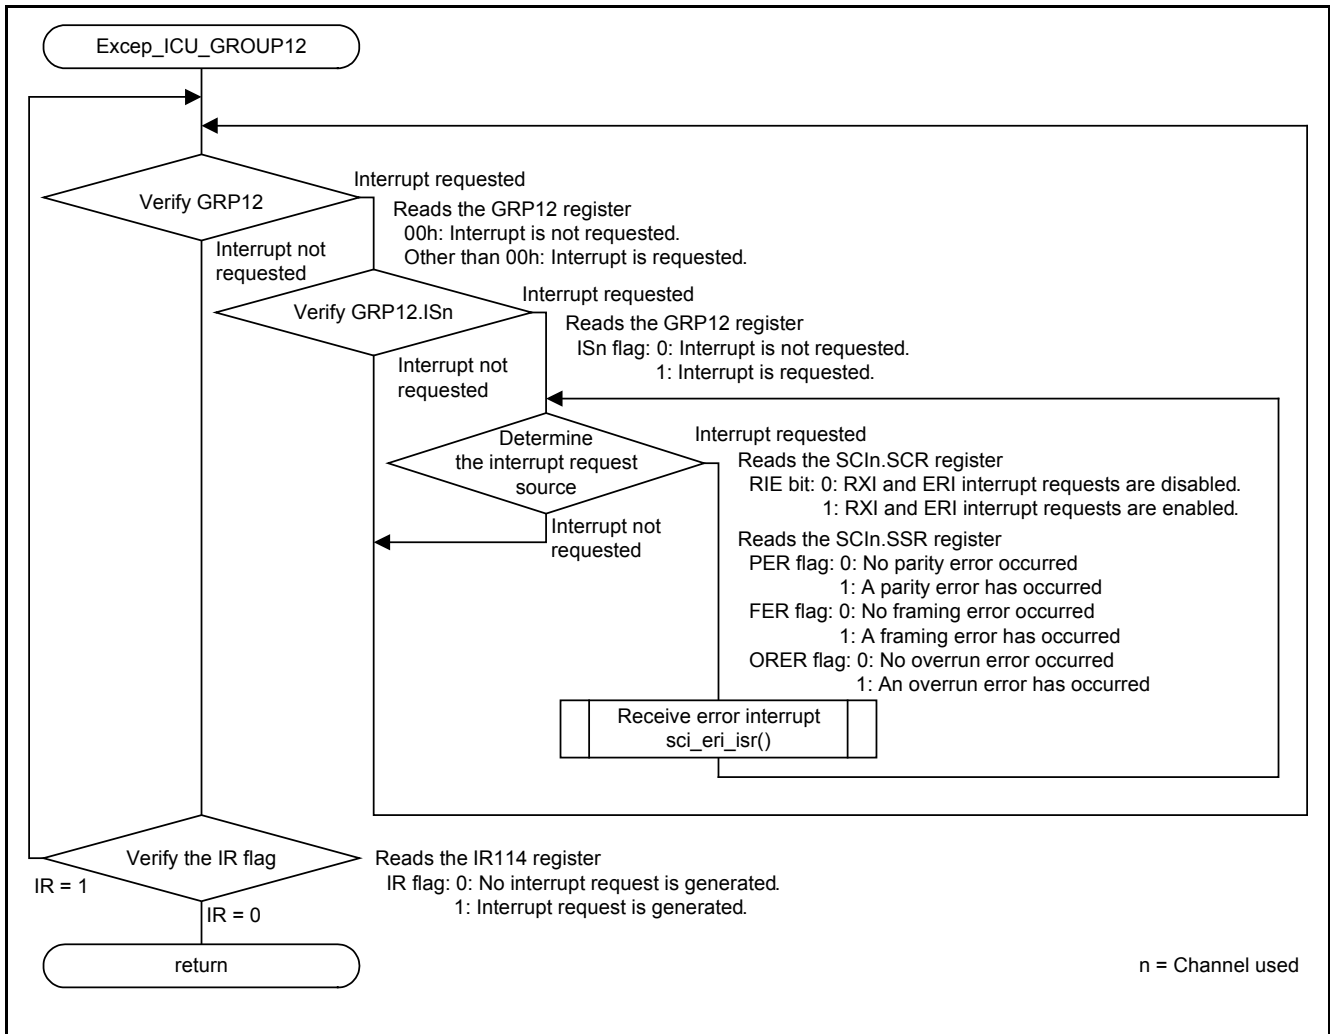 Excep_ICU_GROUP12
Verify GRP12
Interrupt requested
Reads the GRP12 register
00h: Interrupt is not requested.
Other than 00h: Interrupt is requested.
Interrupt not
requested
Verify GRP12.ISn
Interrupt requested
Reads the GRP12 register
ISn flag: 0: Interrupt is not requested.
1: Interrupt is requested.
Interrupt not
requested
Determine
the interrupt request
source
Interrupt requested
Reads the SCIn.SCR register
RIE bit: 0: RXI and ERI interrupt requests are disabled.
1: RXI and ERI interrupt requests are enabled.
Interrupt not
requested
Reads the SCIn.SSR register
PER flag: 0: No parity error occurred
1: A parity error has occurred
FER flag: 0: No framing error occurred
1: A framing error has occurred
ORER flag: 0: No overrun error occurred
1: An overrun error has occurred
Receive error interrupt
sci_eri_isr()
Verify the IR flag
Reads the IR114 register
IR flag: 0: No interrupt request is generated.
1: Interrupt request is generated.
IR = 1
IR = 0
return
n = Channel used